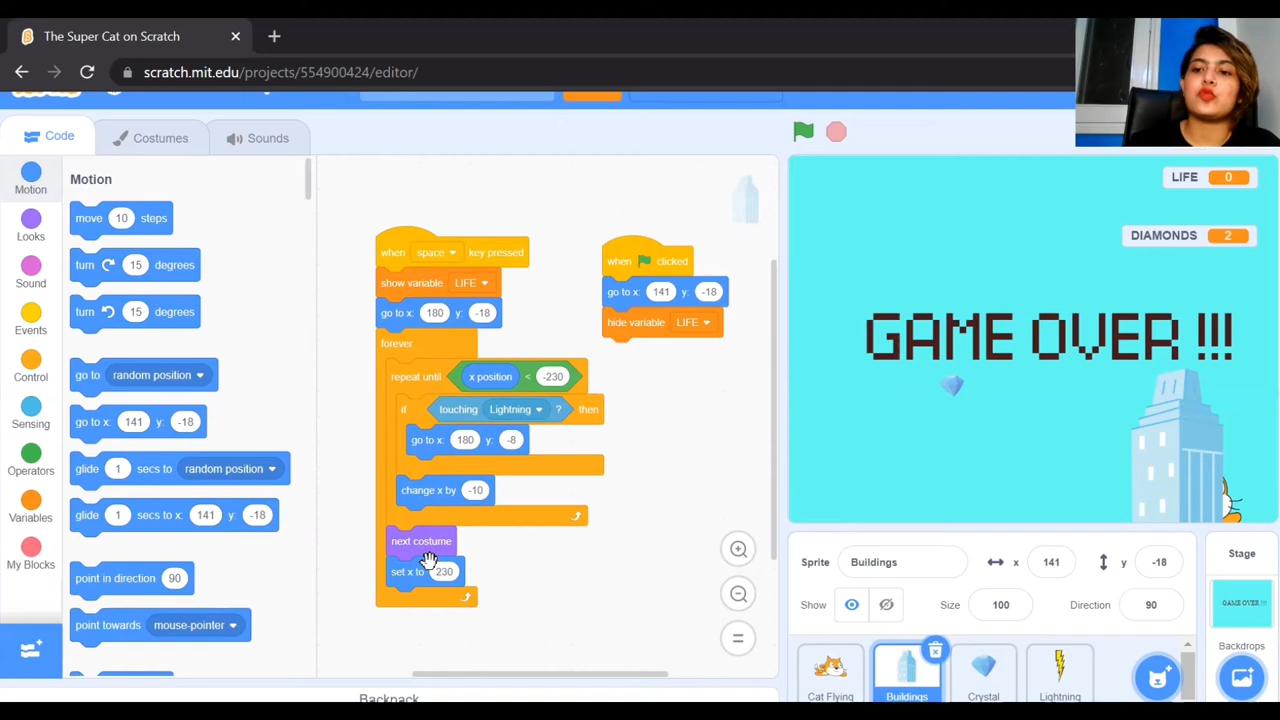 The Super Cat on Scratch
scratch.mit.edu/projects/554900424/editor/
Code
Costumes
Sounds
Motion
Looks
Sound
Events
Control
Sensing
Operators
Variables
My Blocks
Motion
move 10 steps
turn 15 degrees
turn 15 degrees
go to random position
go to x: 141 y: -18
glide 1 secs to random position
glide 1 secs to x: 141 y: -18
point in direction 90
point towards mouse-pointer
when space key pressed
show variable LIFE
go to x: 180 y: -18
forever
repeat until x position < -230
if touching Lightning ? then
go to x: 180 y: -8
change x by -10
next costume
set x to 230
when clicked
go to x: 141 y: -18
hide variable LIFE
Backpack
LIFE 0
DIAMONDS 2
GAME OVER !!!
Sprite Buildings x 141 y -18
Show Size 100 Direction 90
Cat Flying
Buildings
Crystal
Lightning
Stage
GAME OVER !!!
Backdrops